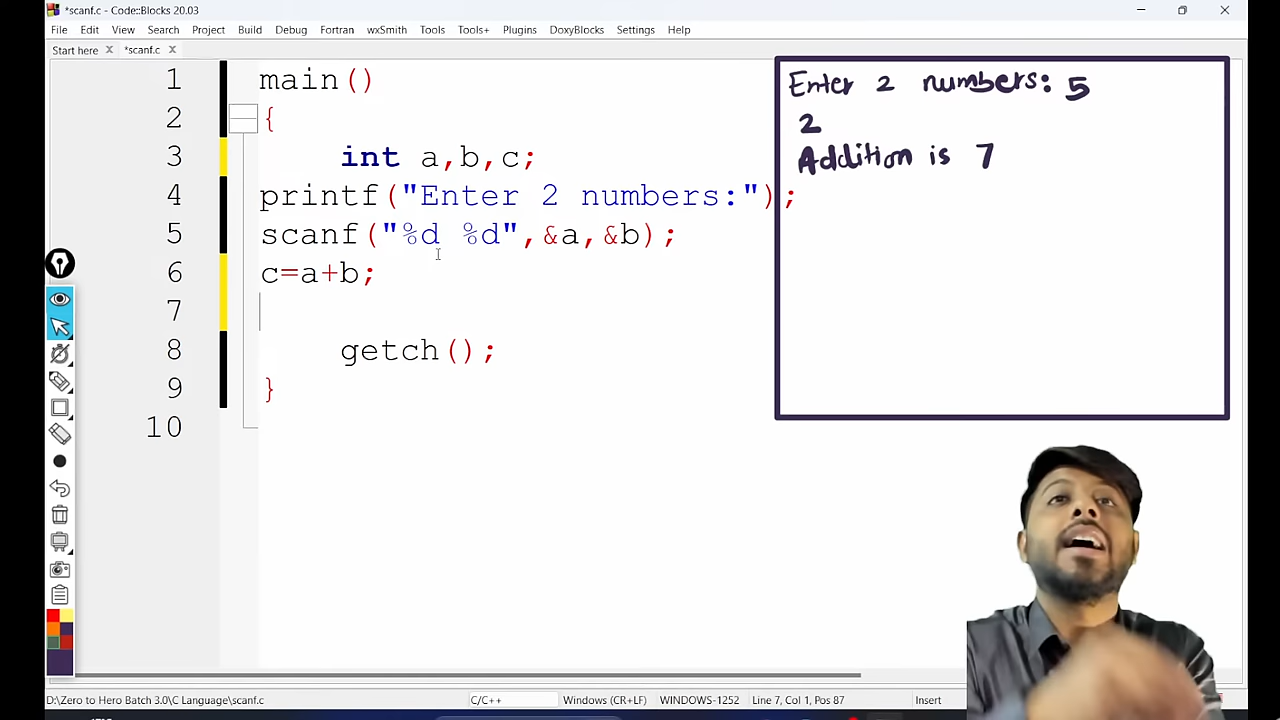 *scanf.c - Code::Blocks 20.03
File Edit View Search Project Build Debug Fortran wxSmith Tools Tools+ Plugins DoxyBlocks Settings Help
Start here *scanf.c
1 main()
2 {
3 int a,b,c;
4 printf("Enter 2 numbers:");
5 scanf("%d %d",&a,&b);
6 c=a+b;
7
8 getch();
9 }
10
Enter 2 numbers: 5
2
Addition is 7
D:\Zero to Hero Batch 3.0\C Language\scanf.c C/C++ Windows (CR+LF) WINDOWS-1252 Line 7, Col 1, Pos 87 Insert